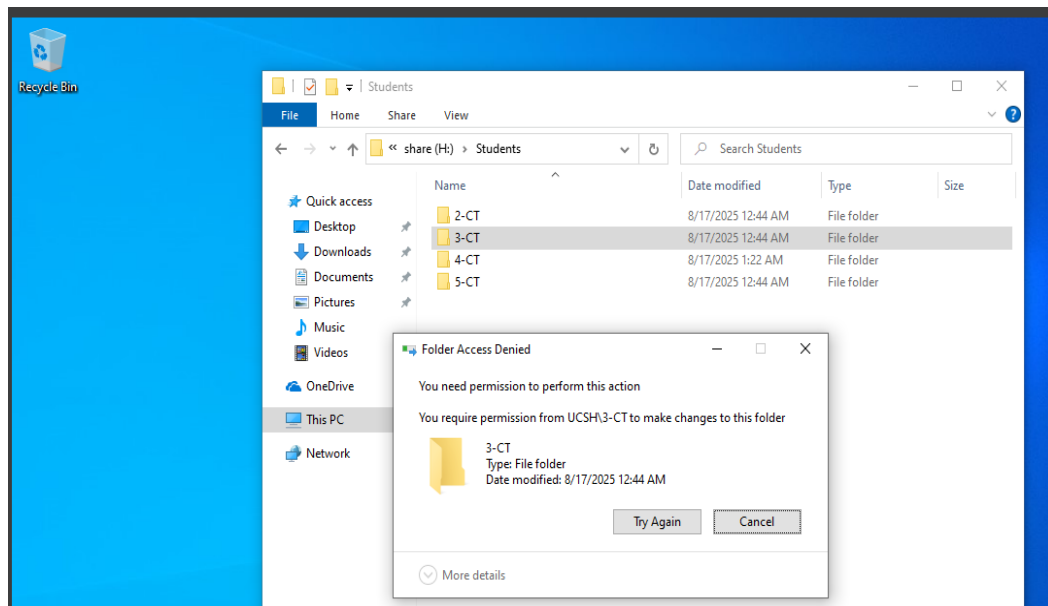 Recycle Bin
Students
File Home Share View
« share (H:) › Students
Search Students
Name Date modified Type Size
Quick access
Desktop
Downloads
Documents
Pictures
Music
Videos
OneDrive
This PC
Network
2-CT 8/17/2025 12:44 AM File folder
3-CT 8/17/2025 12:44 AM File folder
4-CT 8/17/2025 1:22 AM File folder
5-CT 8/17/2025 12:44 AM File folder
Folder Access Denied
You need permission to perform this action
You require permission from UCSH\3-CT to make changes to this folder
3-CT
Type: File folder
Date modified: 8/17/2025 12:44 AM
Try Again Cancel
More details